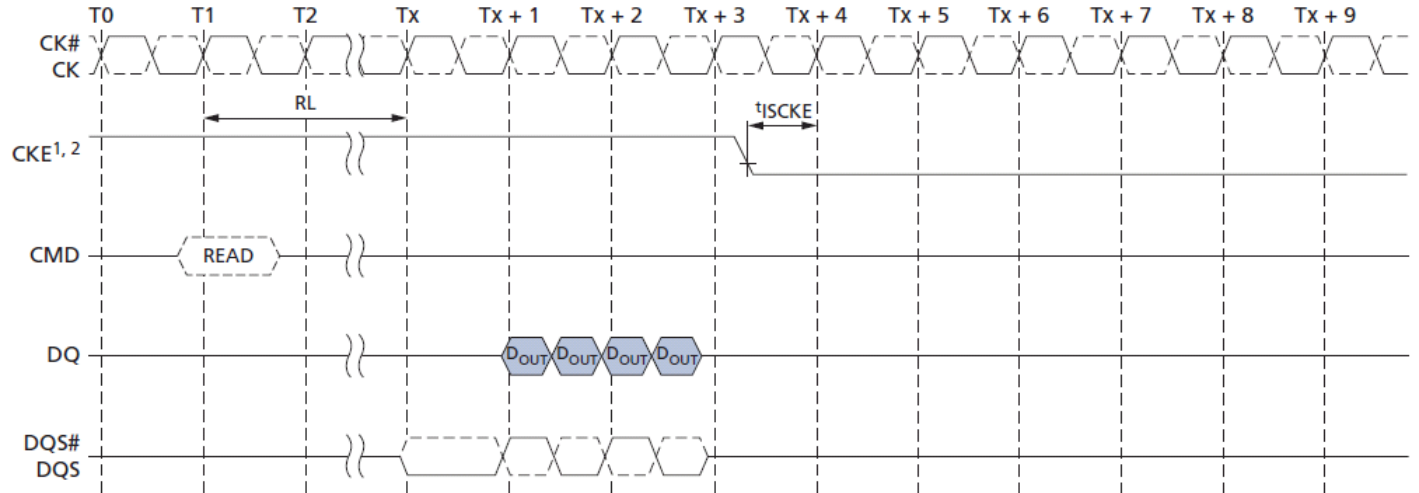 T0 T1 T2 Tx Tx + 1 Tx + 2 Tx + 3 Tx + 4 Tx + 5 Tx + 6 Tx + 7 Tx + 8 Tx + 9
CK#
CK
RL
tISCKE
CKE1, 2
CMD READ
DQ DOUT DOUT DOUT DOUT
DQS#
DQS